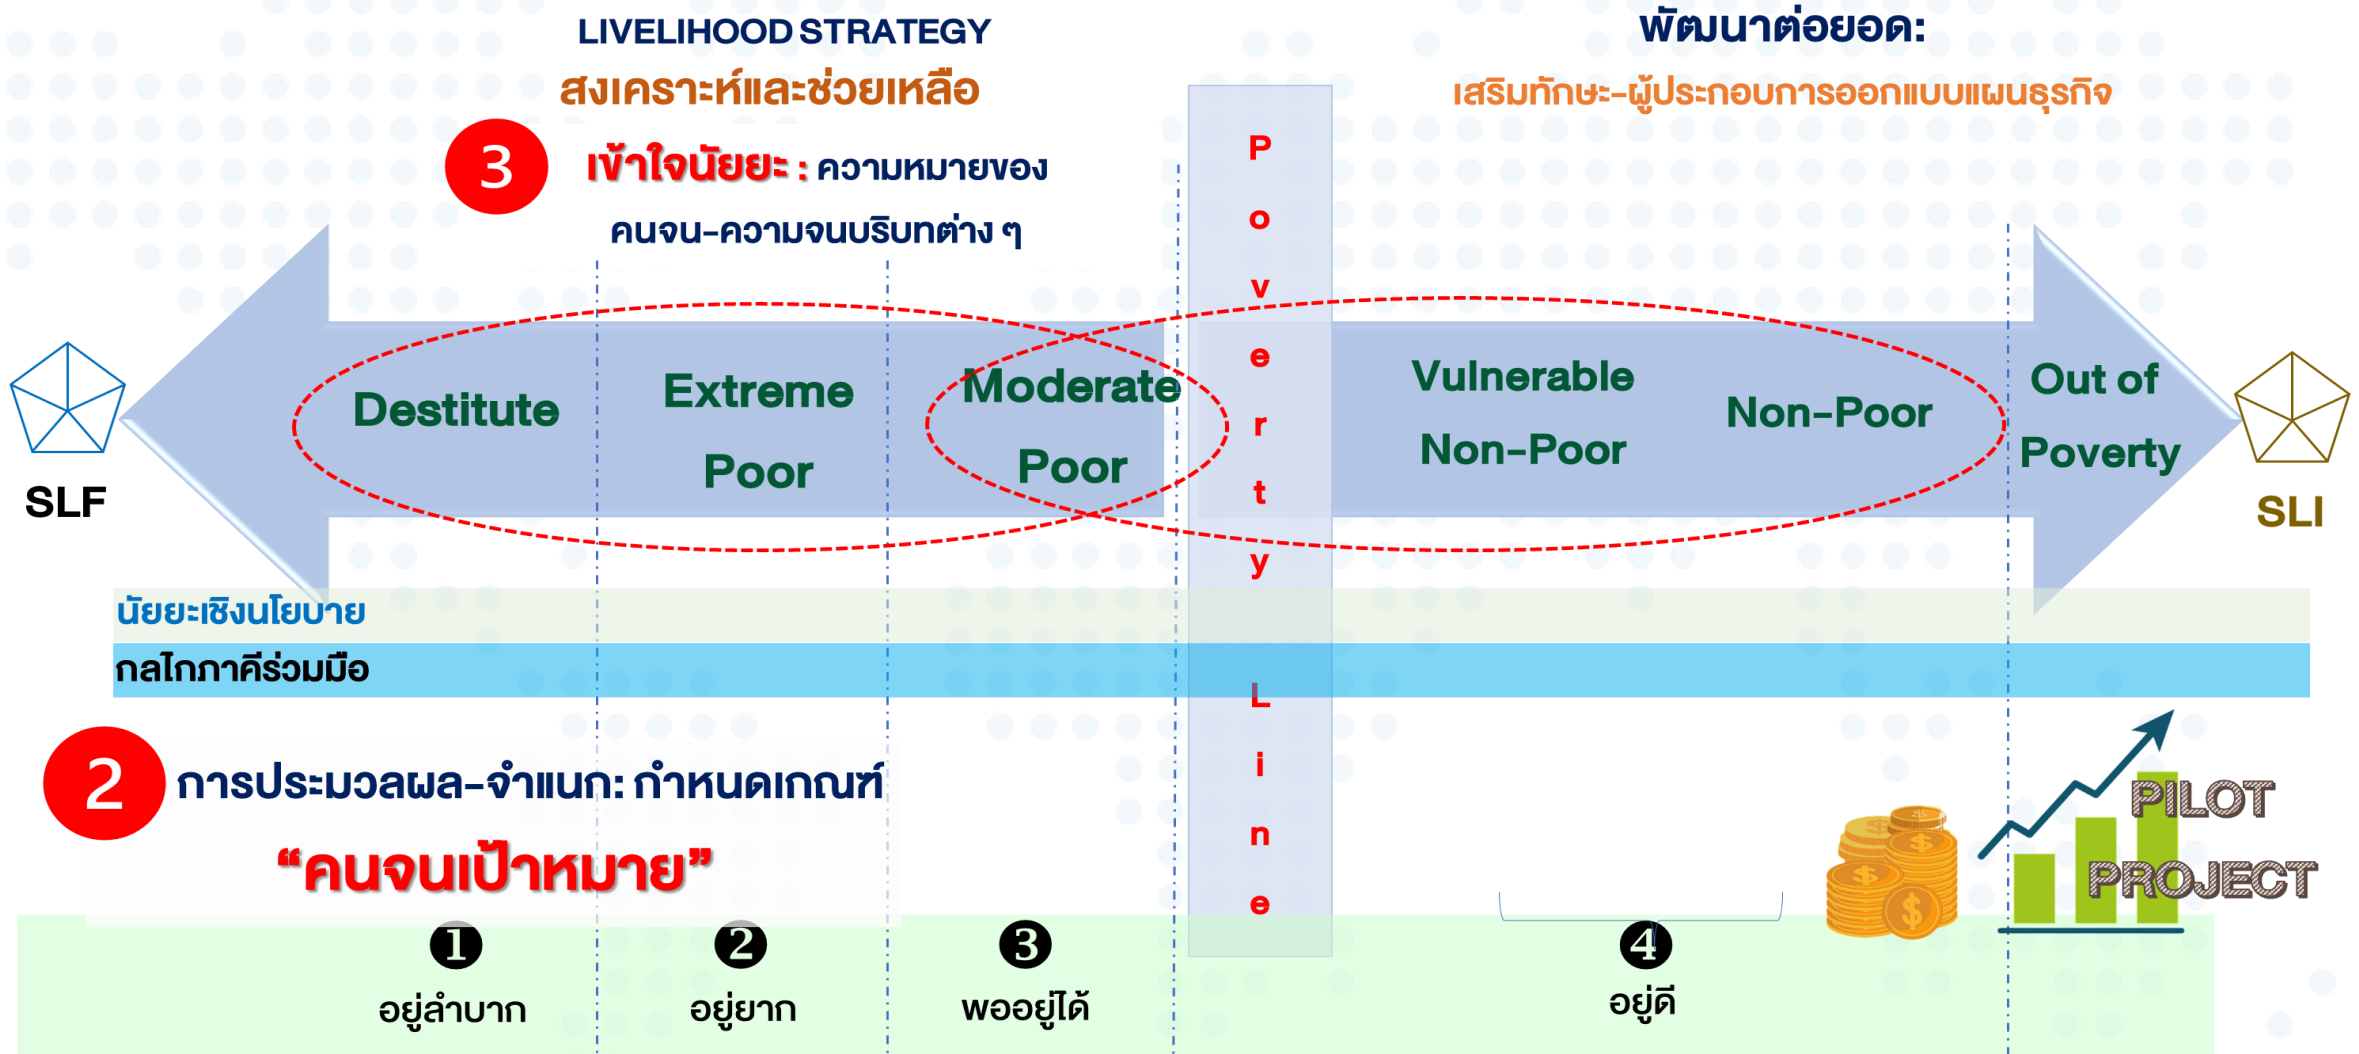 LIVELIHOOD STRATEGY
สงเคราะห์และช่วยเหลือ
3
เข้าใจนัยยะ : ความหมายของ
คนจน-ความจนบริบทต่าง ๆ
พัฒนาต่อยอด:
เสริมทักษะ-ผู้ประกอบการออกแบบแผนธุรกิจ
Poverty Line
SLF
Destitute
Extreme
Poor
Moderate
Poor
Vulnerable
Non-Poor
Non-Poor
Out of
Poverty
SLI
นัยยะเชิงนโยบาย
กลไกภาคีร่วมมือ
2
การประมวลผล-จำแนก: กำหนดเกณฑ์
“คนจนเป้าหมาย”
PILOT
PROJECT
❶
อยู่ลำบาก
❷
อยู่ยาก
❸
พออยู่ได้
❹
อยู่ดี